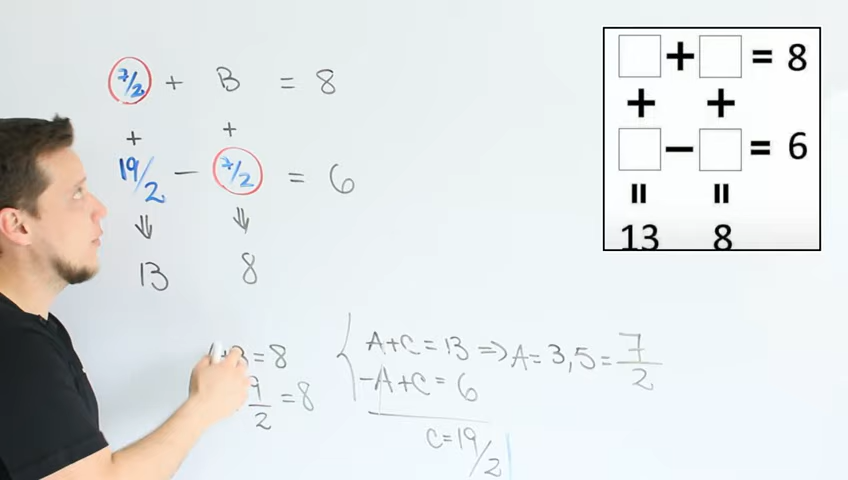 7/2 + B = 8
+ +
19/2 - 7/2 = 6
⇓ ⇓
13 8
+B=8
9/2 = 8
A+C=13 => A=3,5=7/2
-A+C=6
C=19/2
□ + □ = 8
+ +
□ - □ = 6
= =
13 8